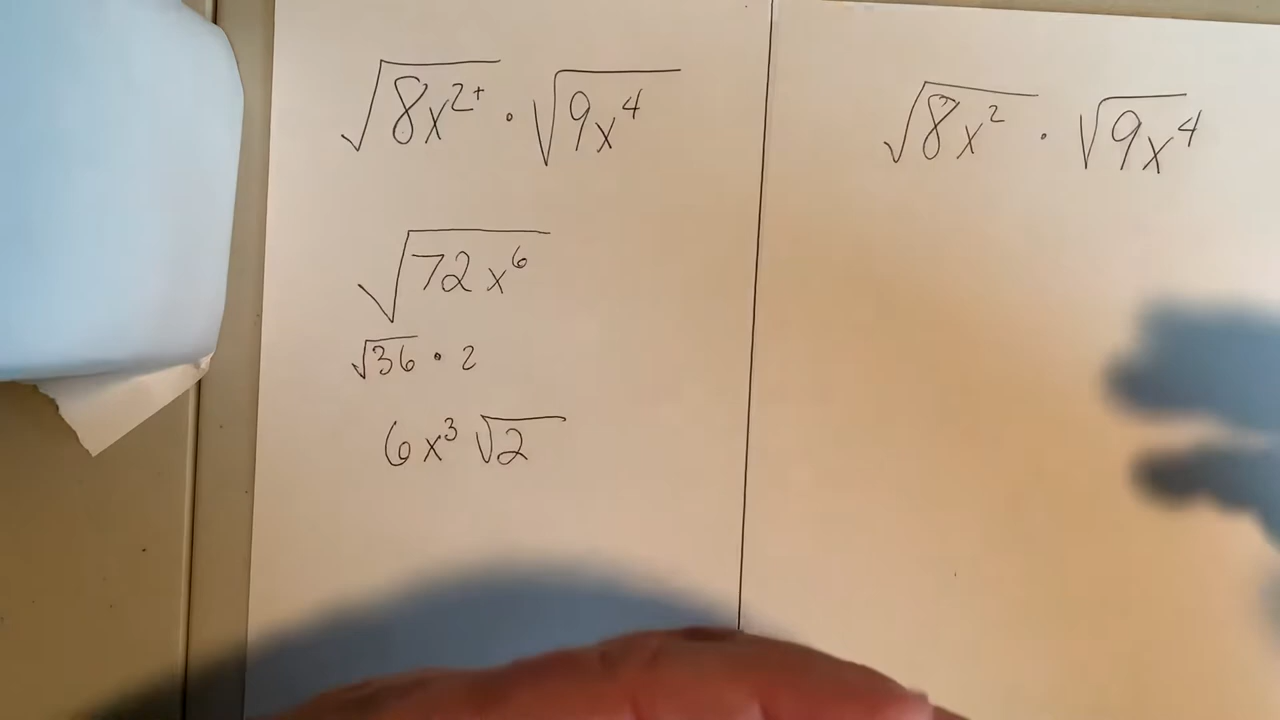 √8x²⁺ · √9x⁴
√72x⁶
√36 · 2
6x³ √2
√8x² · √9x⁴